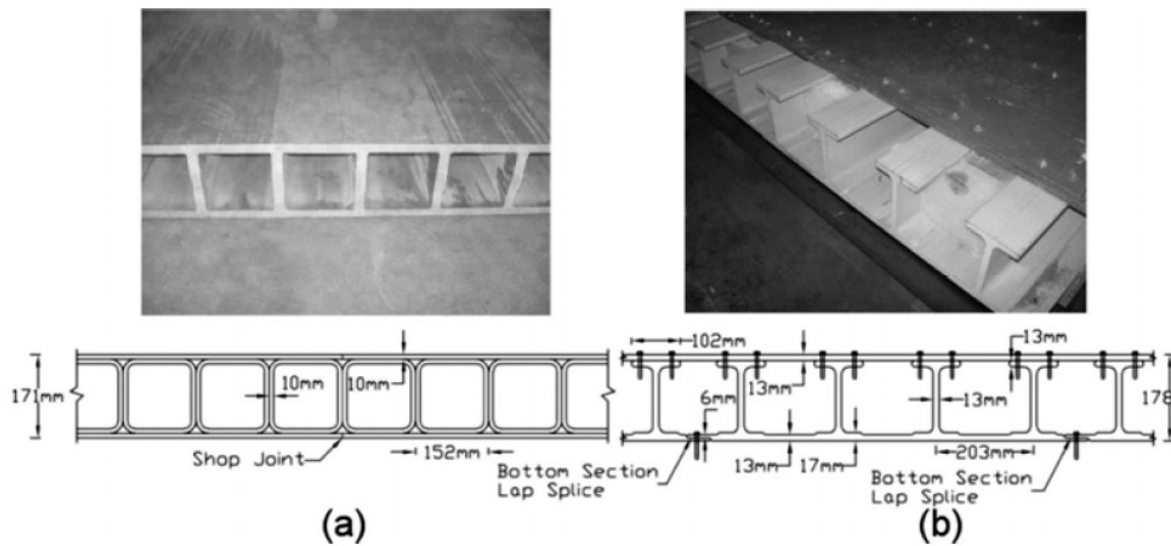 171mm
10mm
10mm
152mm
Shop Joint
(a)
102mm
13mm
6mm
13mm
13mm
178
13mm
17mm
203mm
Bottom Section
Lap Splice
Bottom Section
Lap Splice
(b)